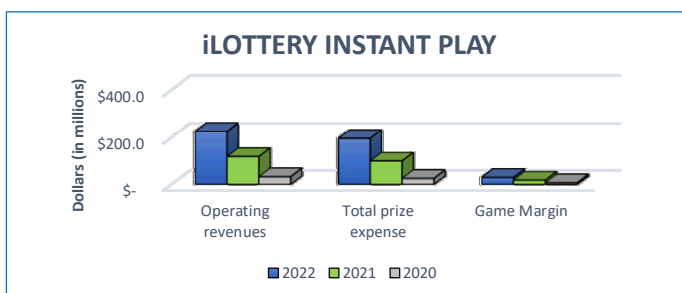 iLOTTERY INSTANT PLAY
Dollars (in millions)
$400.0
$200.0
$-
Operating
revenues
Total prize
expense
Game Margin
2022
2021
2020